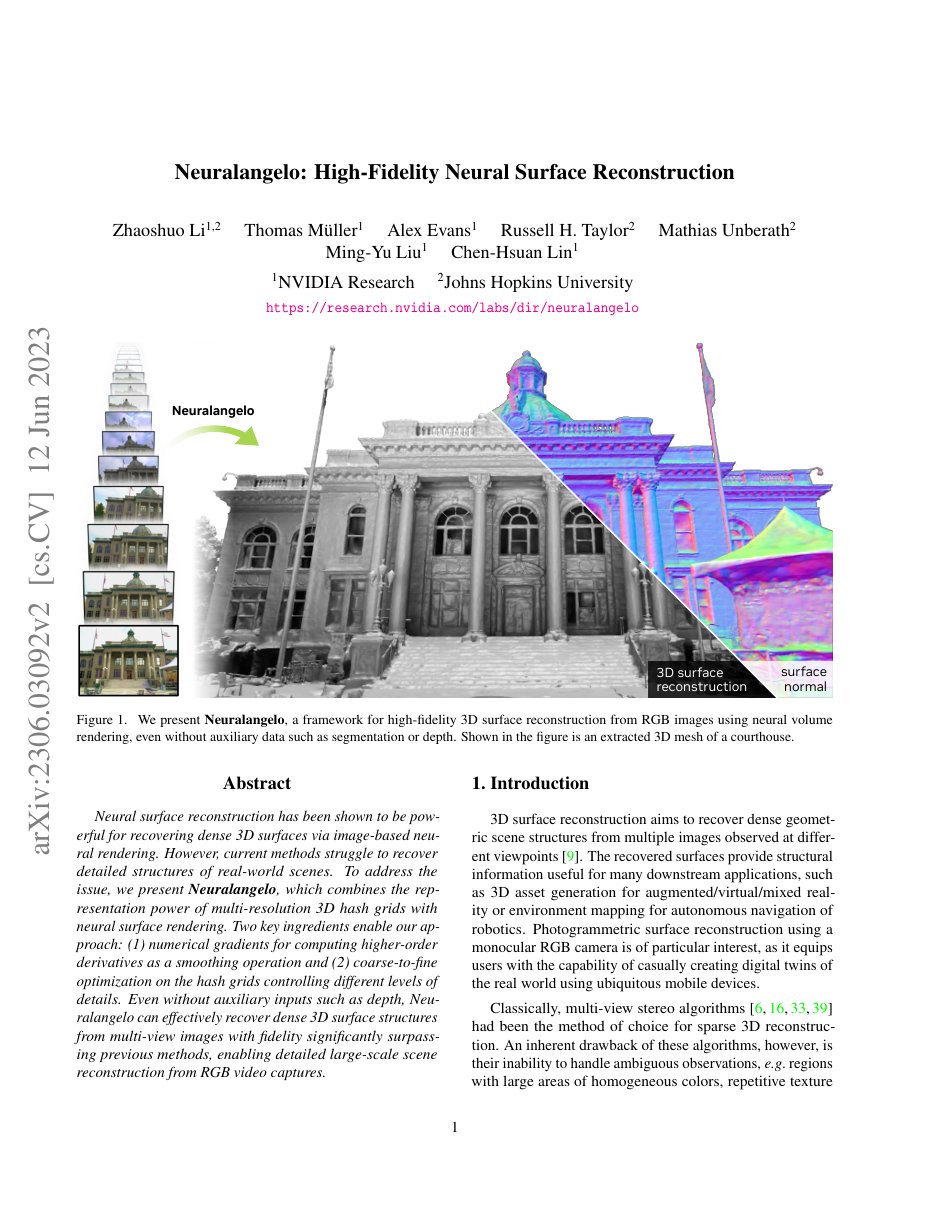 Neuralangelo: High-Fidelity Neural Surface Reconstruction
Zhaoshuo Li1,2 Thomas Müller1 Alex Evans1 Russell H. Taylor2 Mathias Unberath2
Ming-Yu Liu1 Chen-Hsuan Lin1
1NVIDIA Research 2Johns Hopkins University
https://research.nvidia.com/labs/dir/neuralangelo
arXiv:2306.03092v2 [cs.CV] 12 Jun 2023
Neuralangelo
3D surface
reconstruction
surface
normal
Figure 1. We present Neuralangelo, a framework for high-fidelity 3D surface reconstruction from RGB images using neural volume
rendering, even without auxiliary data such as segmentation or depth. Shown in the figure is an extracted 3D mesh of a courthouse.
Abstract
Neural surface reconstruction has been shown to be pow-
erful for recovering dense 3D surfaces via image-based neu-
ral rendering. However, current methods struggle to recover
detailed structures of real-world scenes. To address the
issue, we present Neuralangelo, which combines the rep-
resentation power of multi-resolution 3D hash grids with
neural surface rendering. Two key ingredients enable our ap-
proach: (1) numerical gradients for computing higher-order
derivatives as a smoothing operation and (2) coarse-to-fine
optimization on the hash grids controlling different levels of
details. Even without auxiliary inputs such as depth, Neu-
ralangelo can effectively recover dense 3D surface structures
from multi-view images with fidelity significantly surpass-
ing previous methods, enabling detailed large-scale scene
reconstruction from RGB video captures.
1. Introduction
3D surface reconstruction aims to recover dense geomet-
ric scene structures from multiple images observed at differ-
ent viewpoints [9]. The recovered surfaces provide structural
information useful for many downstream applications, such
as 3D asset generation for augmented/virtual/mixed real-
ity or environment mapping for autonomous navigation of
robotics. Photogrammetric surface reconstruction using a
monocular RGB camera is of particular interest, as it equips
users with the capability of casually creating digital twins of
the real world using ubiquitous mobile devices.
Classically, multi-view stereo algorithms [6, 16, 33, 39]
had been the method of choice for sparse 3D reconstruc-
tion. An inherent drawback of these algorithms, however, is
their inability to handle ambiguous observations, e.g. regions
with large areas of homogeneous colors, repetitive texture
1